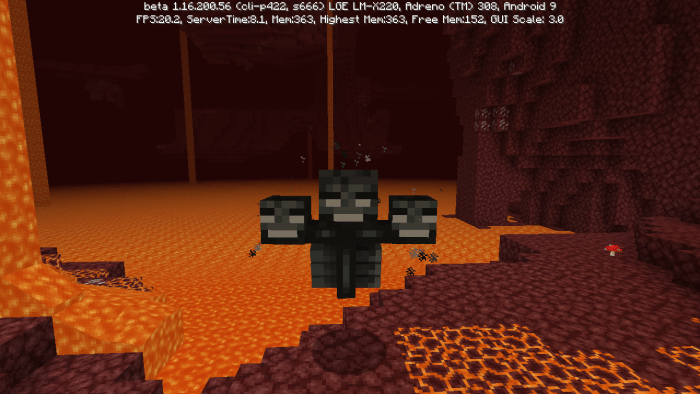 beta 1.16.200.56 (cli-p422, s666) LGE LM-X220, Adreno (TM) 308, Android 9
FPS:20.2, ServerTime:8.1, Mem:363, Highest Mem:363, Free Mem:152, GUI Scale: 3.0